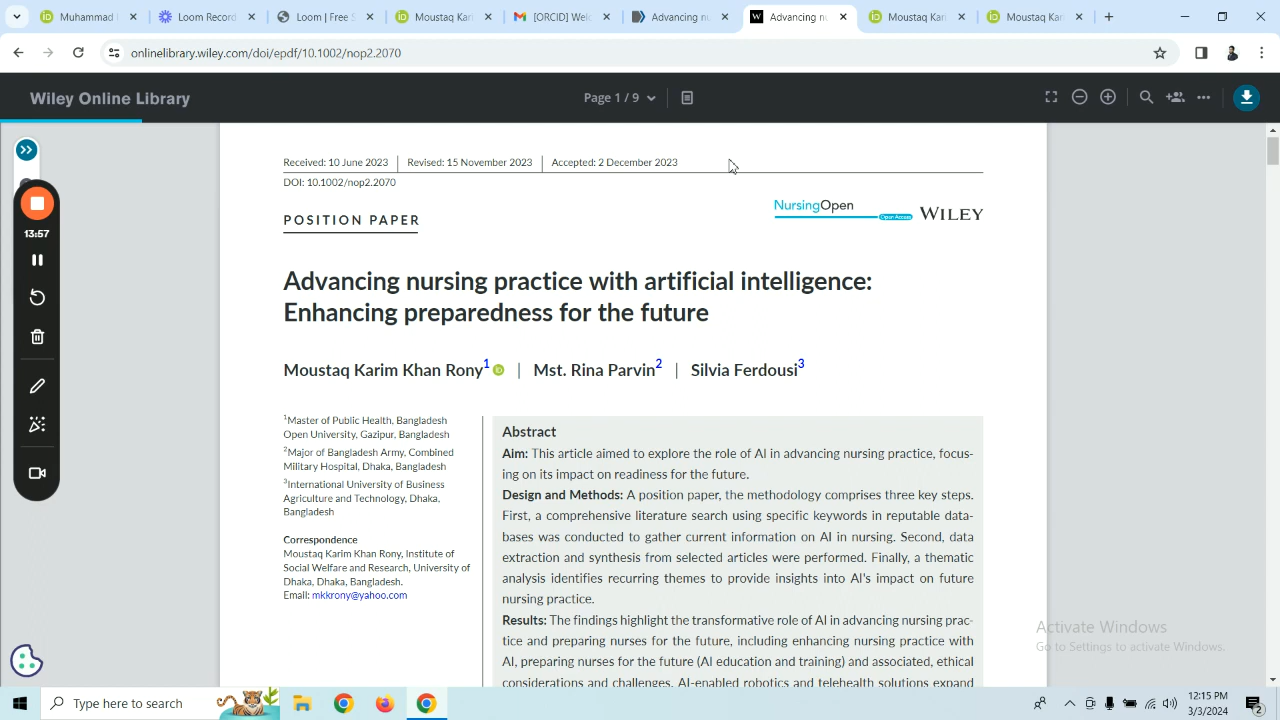 Muhammad
Loom Record
Loom | Free S
Moustaq Kari
[ORCID] Welc
Advancing nu
W
Advancing nu
Moustaq Kari
Moustaq Kari
onlinelibrary.wiley.com/doi/epdf/10.1002/nop2.2070
Wiley Online Library
Page 1 / 9
Received: 10 June 2023 | Revised: 15 November 2023 | Accepted: 2 December 2023
DOI: 10.1002/nop2.2070
POSITION PAPER
NursingOpen
Open Access
WILEY
13:57
Advancing nursing practice with artificial intelligence:
Enhancing preparedness for the future
Moustaq Karim Khan Rony1 iD | Mst. Rina Parvin2 | Silvia Ferdousi3
1Master of Public Health, Bangladesh
Open University, Gazipur, Bangladesh
2Major of Bangladesh Army, Combined
Military Hospital, Dhaka, Bangladesh
3International University of Business
Agriculture and Technology, Dhaka,
Bangladesh
Correspondence
Moustaq Karim Khan Rony, Institute of
Social Welfare and Research, University of
Dhaka, Dhaka, Bangladesh.
Email: mkkrony@yahoo.com
Abstract
Aim: This article aimed to explore the role of AI in advancing nursing practice, focus-
ing on its impact on readiness for the future.
Design and Methods: A position paper, the methodology comprises three key steps.
First, a comprehensive literature search using specific keywords in reputable data-
bases was conducted to gather current information on AI in nursing. Second, data
extraction and synthesis from selected articles were performed. Finally, a thematic
analysis identifies recurring themes to provide insights into AI's impact on future
nursing practice.
Results: The findings highlight the transformative role of AI in advancing nursing prac-
tice and preparing nurses for the future, including enhancing nursing practice with
AI, preparing nurses for the future (AI education and training) and associated, ethical
considerations and challenges. AI-enabled robotics and telehealth solutions expand
Activate Windows
Go to Settings to activate Windows.
Type here to search
12:15 PM
3/3/2024
2